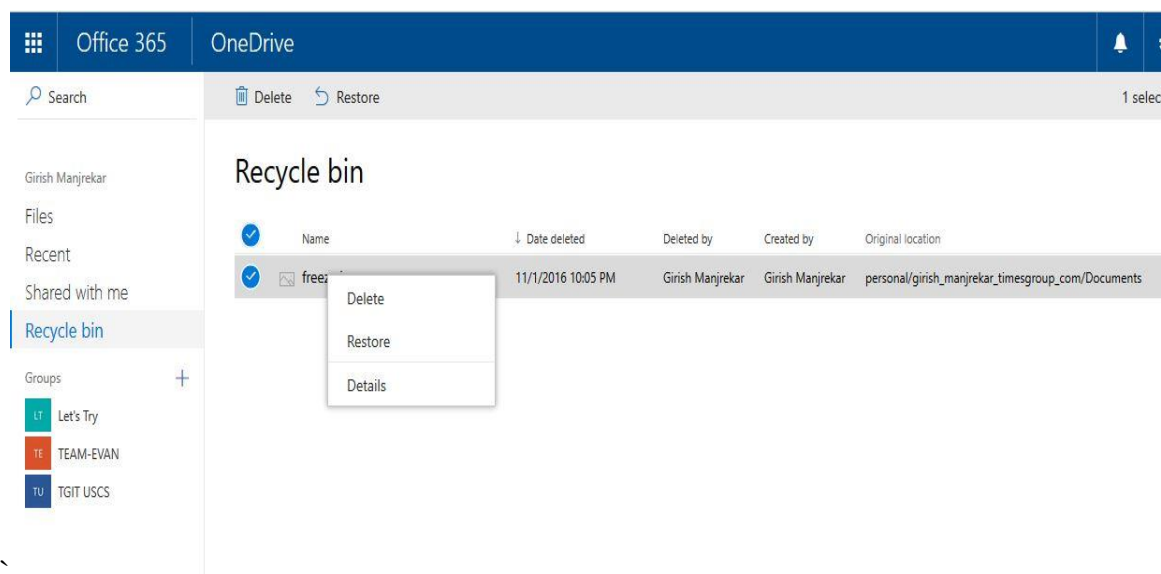 Office 365 OneDrive
Search Delete Restore 1 selec
Recycle bin
Girish Manjrekar
Files
Recent
Shared with me
Recycle bin
Groups
LT Let's Try
TE TEAM-EVAN
TU TGIT USCS
Name ↓ Date deleted Deleted by Created by Original location
11/1/2016 10:05 PM Girish Manjrekar Girish Manjrekar personal/girish_manjrekar_timesgroup_com/Documents
Delete
Restore
Details
`